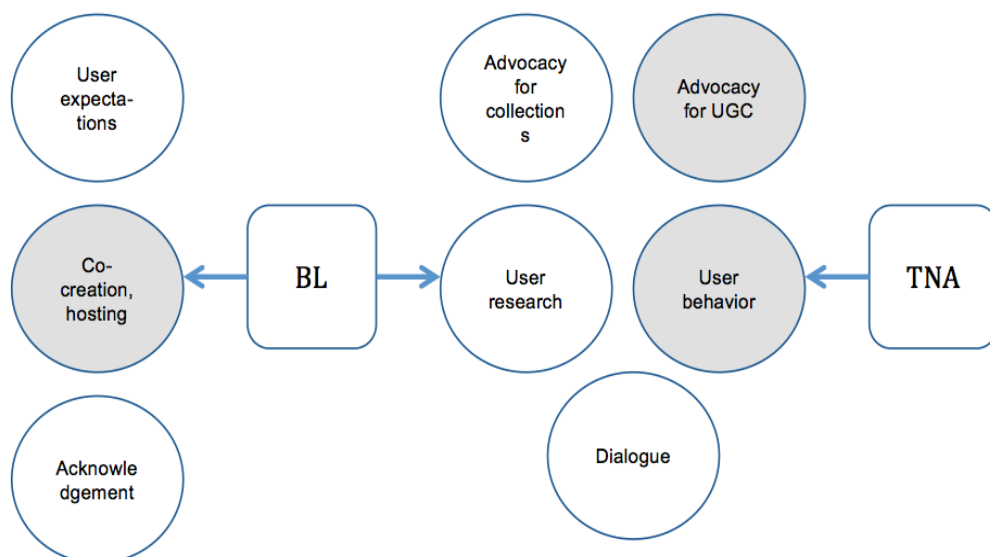 User
expecta-
tions
Advocacy
for
collection
s
Advocacy
for UGC
Co-
creation,
hosting
BL
User
research
User
behavior
TNA
Acknowle
dgement
Dialogue